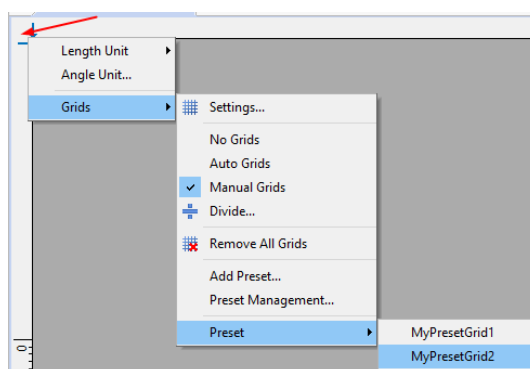 Length Unit
Angle Unit...
Grids
Settings...
No Grids
Auto Grids
Manual Grids
Divide...
Remove All Grids
Add Preset...
Preset Management...
Preset
MyPresetGrid1
MyPresetGrid2
0